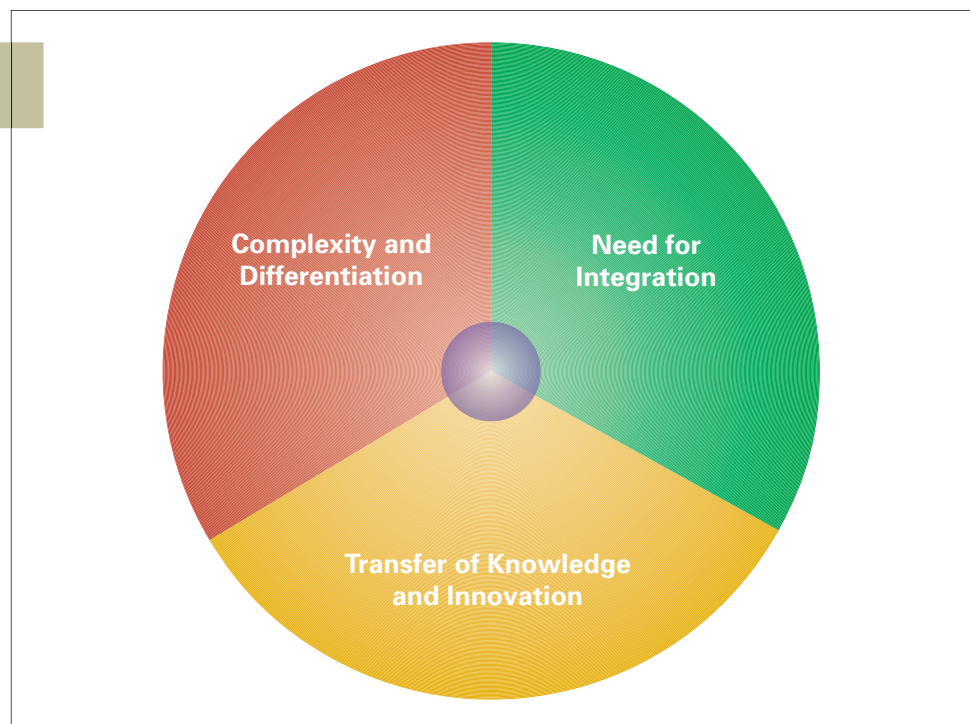 Complexity and
Differentiation
Need for
Integration
Transfer of Knowledge
and Innovation